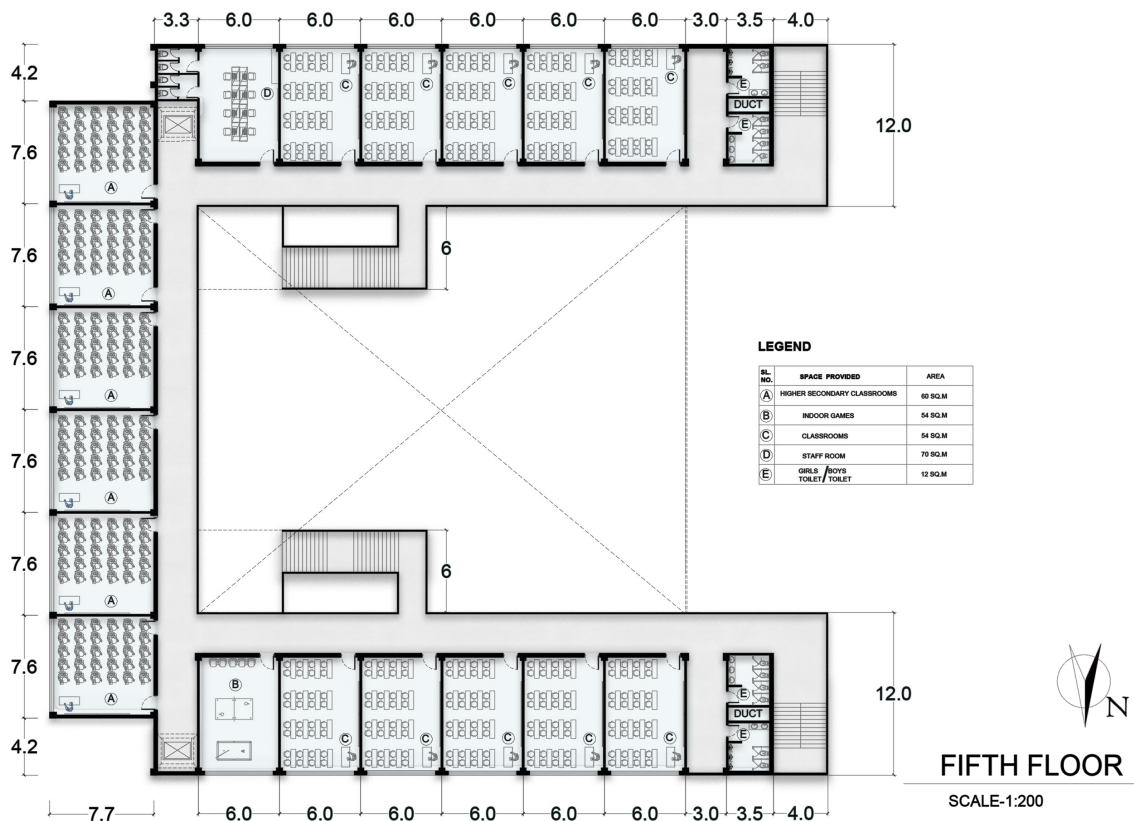 3.3 6.0 6.0 6.0 6.0 6.0 6.0 3.0 3.5 4.0
4.2
7.6
7.6
7.6
7.6
7.6
7.6
4.2
D C C C C C
E
DUCT
E
12.0
A
A
A
A
A
A
6
6
LEGEND
SL. NO. SPACE PROVIDED AREA
A HIGHER SECONDARY CLASSROOMS 60 SQ.M
B INDOOR GAMES 54 SQ.M
C CLASSROOMS 54 SQ.M
D STAFF ROOM 70 SQ.M
E GIRLS TOILET / BOYS TOILET 12 SQ.M
B C C C C C
E
DUCT
E
12.0
N
7.7 6.0 6.0 6.0 6.0 6.0 6.0 3.0 3.5 4.0
FIFTH FLOOR
SCALE-1:200